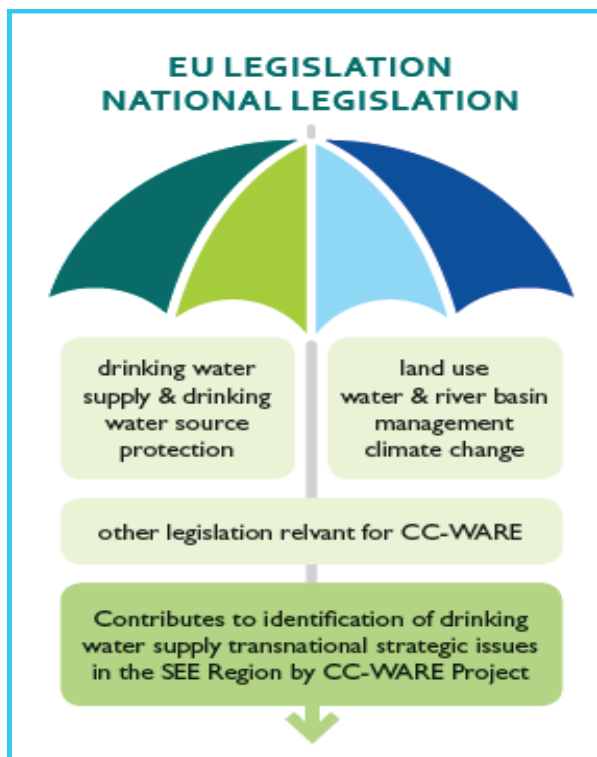 EU LEGISLATION
NATIONAL LEGISLATION
drinking water
supply & drinking
water source
protection
land use
water & river basin
management
climate change
other legislation relvant for CC-WARE
Contributes to identification of drinking
water supply transnational strategic issues
in the SEE Region by CC-WARE Project